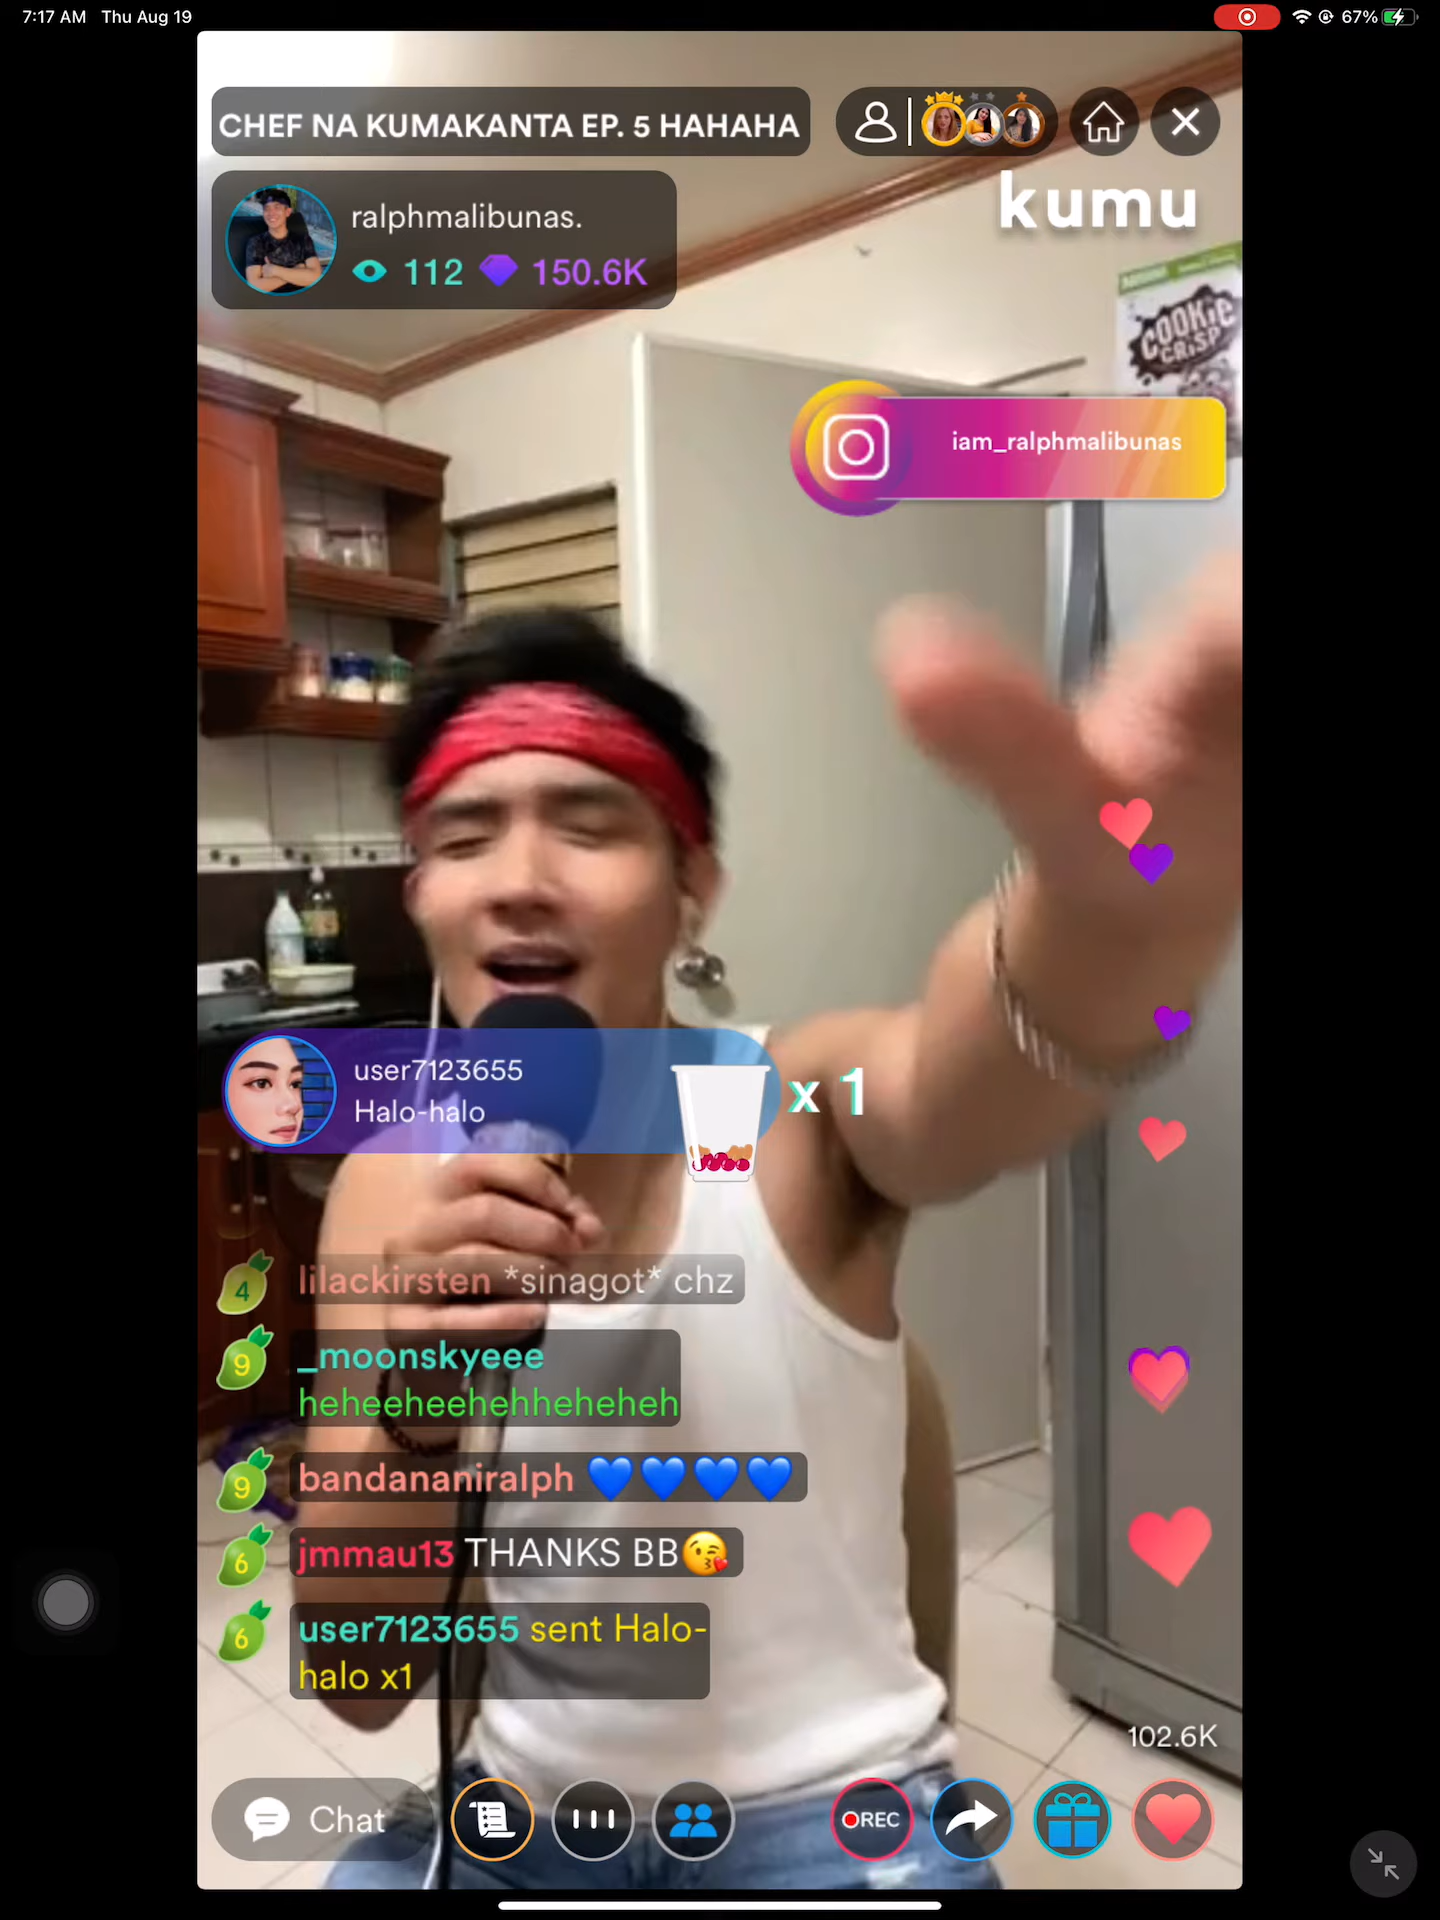 7:17 AM Thu Aug 19
67%
CHEF NA KUMAKANTA EP. 5 HAHAHA
kumu
ralphmalibunas.
112 150.6K
COOKIE
CRISP
iam_ralphmalibunas
user7123655
Halo-halo
x 1
4 lilackirsten *sinagot* chz
9 _moonskyeee
heheeheehehheheheh
9 bandananiralph 💙💙💙💙
6 jmmau13 THANKS BB😘
6 user7123655 sent Halo-
halo x1
102.6K
Chat
REC